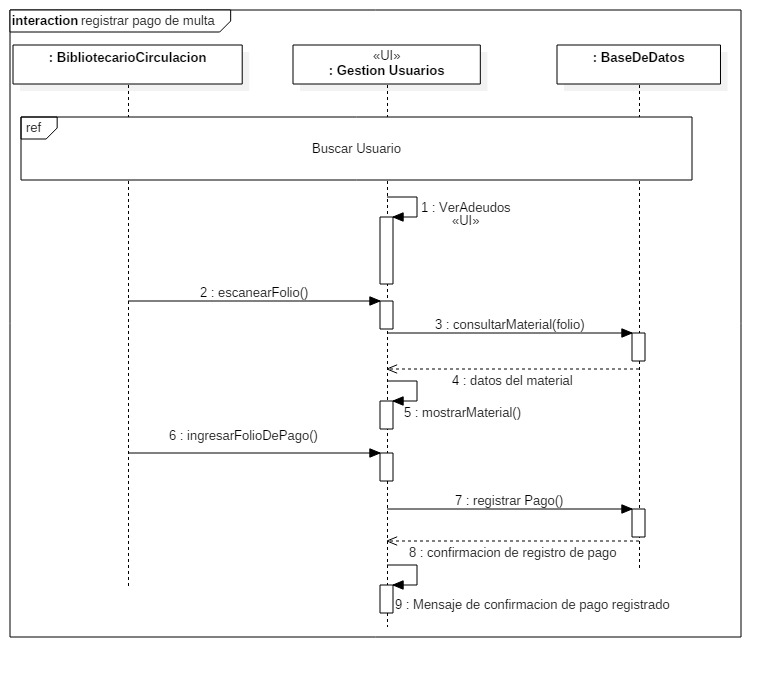 interaction registrar pago de multa
: BibliotecarioCirculacion
«UI»
: Gestion Usuarios
: BaseDeDatos
ref
Buscar Usuario
1 : VerAdeudos
«UI»
2 : escanearFolio()
3 : consultarMaterial(folio)
4 : datos del material
5 : mostrarMaterial()
6 : ingresarFolioDePago()
7 : registrar Pago()
8 : confirmacion de registro de pago
9 : Mensaje de confirmacion de pago registrado